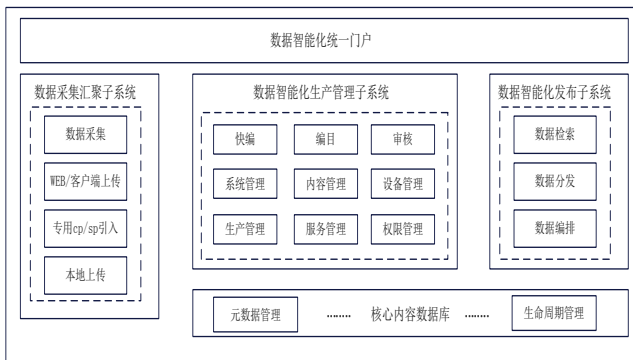 数据智能化统一门户
数据采集汇聚子系统
数据采集
WEB/客户端上传
专用cp/sp引入
本地上传
数据智能化生产管理子系统
快编 编目 审核
系统管理 内容管理 设备管理
生产管理 服务管理 权限管理
数据智能化发布子系统
数据检索
数据分发
数据编排
元数据管理 …… 核心内容数据库 …… 生命周期管理